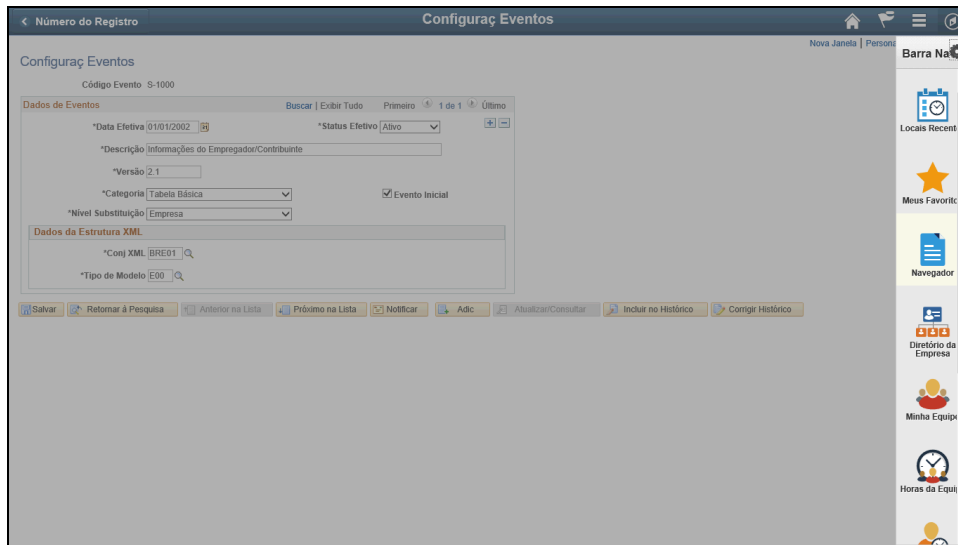 Número do Registro
Configuraç Eventos
Nova Janela |
Configuraç Eventos
Código Evento S-1000
Dados de Eventos Buscar | Exibir Tudo Primeiro 1 de 1 Último
*Data Efetiva 01/01/2002 *Status Efetivo Ativo
*Descrição Informações do Empregador/Contribuinte
*Versão 2.1
*Categoria Tabela Básica Evento Inicial
*Nível Substituição Empresa
Dados da Estrutura XML
*Conj XML BRE01
*Tipo de Modelo E00
Salvar Retornar à Pesquisa Anterior na Lista Próximo na Lista Notificar Adic Atualizar/Consultar Incluir no Histórico Corrigir Histórico
Barra Na
Locais Recent
Meus Favorito
Navegador
Diretório da
Empresa
Minha Equipe
Horas da Equi